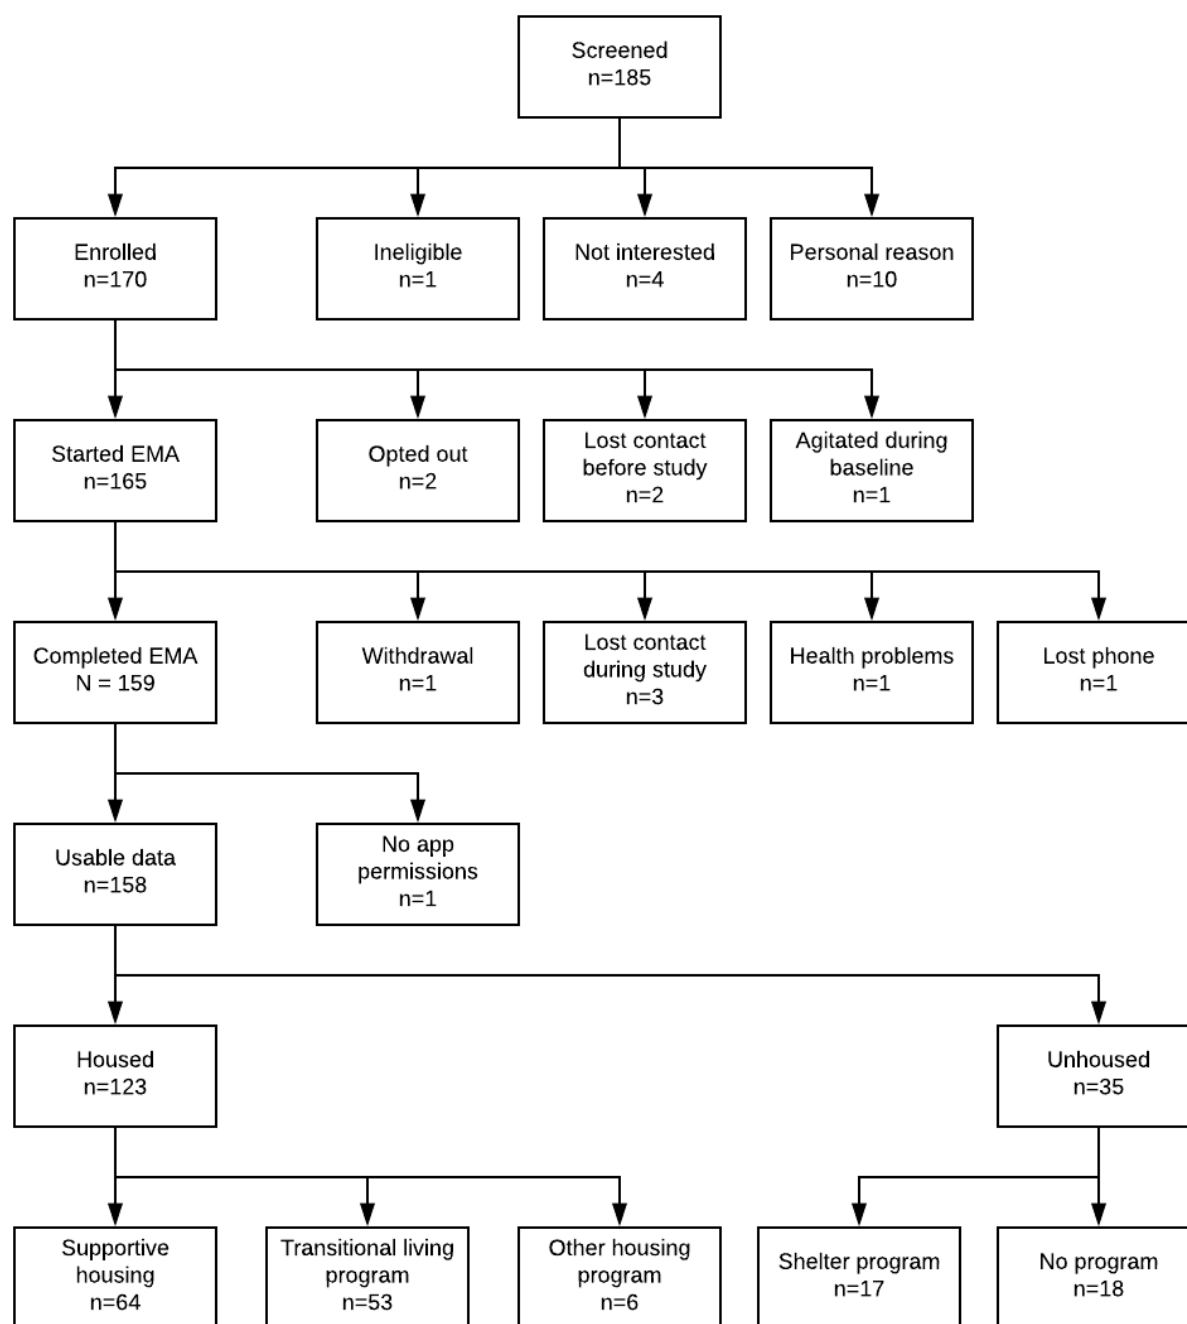 Screened
n=185
Enrolled
n=170
Ineligible
n=1
Not interested
n=4
Personal reason
n=10
Started EMA
n=165
Opted out
n=2
Lost contact
before study
n=2
Agitated during
baseline
n=1
Completed EMA
N = 159
Withdrawal
n=1
Lost contact
during study
n=3
Health problems
n=1
Lost phone
n=1
Usable data
n=158
No app
permissions
n=1
Housed
n=123
Unhoused
n=35
Supportive
housing
n=64
Transitional living
program
n=53
Other housing
program
n=6
Shelter program
n=17
No program
n=18